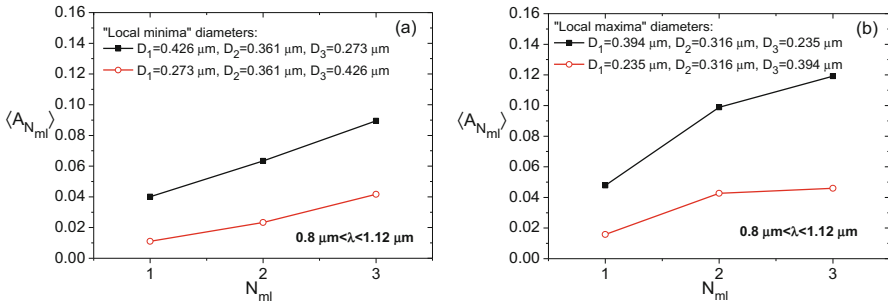 (a)
"Local minima" diameters:
D1=0.426 μm, D2=0.361 μm, D3=0.273 μm
D1=0.273 μm, D2=0.361 μm, D3=0.426 μm
0.16
0.14
0.12
0.10
0.08
0.06
0.04
0.02
0.00
⟨A_N_ml⟩
0.8 μm<λ<1.12 μm
1 2 3
N_ml
(b)
"Local maxima" diameters:
D1=0.394 μm, D2=0.316 μm, D3=0.235 μm
D1=0.235 μm, D2=0.316 μm, D3=0.394 μm
0.16
0.14
0.12
0.10
0.08
0.06
0.04
0.02
0.00
⟨A_N_ml⟩
0.8 μm<λ<1.12 μm
1 2 3
N_ml